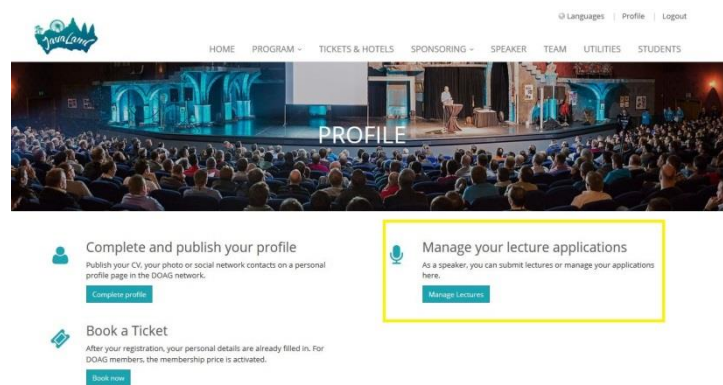 JavaLand
Languages | Profile | Logout
HOME PROGRAM TICKETS & HOTELS SPONSORING SPEAKER TEAM UTILITIES STUDENTS
PROFILE
Complete and publish your profile
Publish your CV, your photo or social network contacts on a personal
profile page in the DOAG network.
Complete profile
Manage your lecture applications
As a speaker, you can submit lectures or manage your applications
here.
Manage Lectures
Book a Ticket
After your registration, your personal details are already filled in. For
DOAG members, the membership price is activated.
Book now